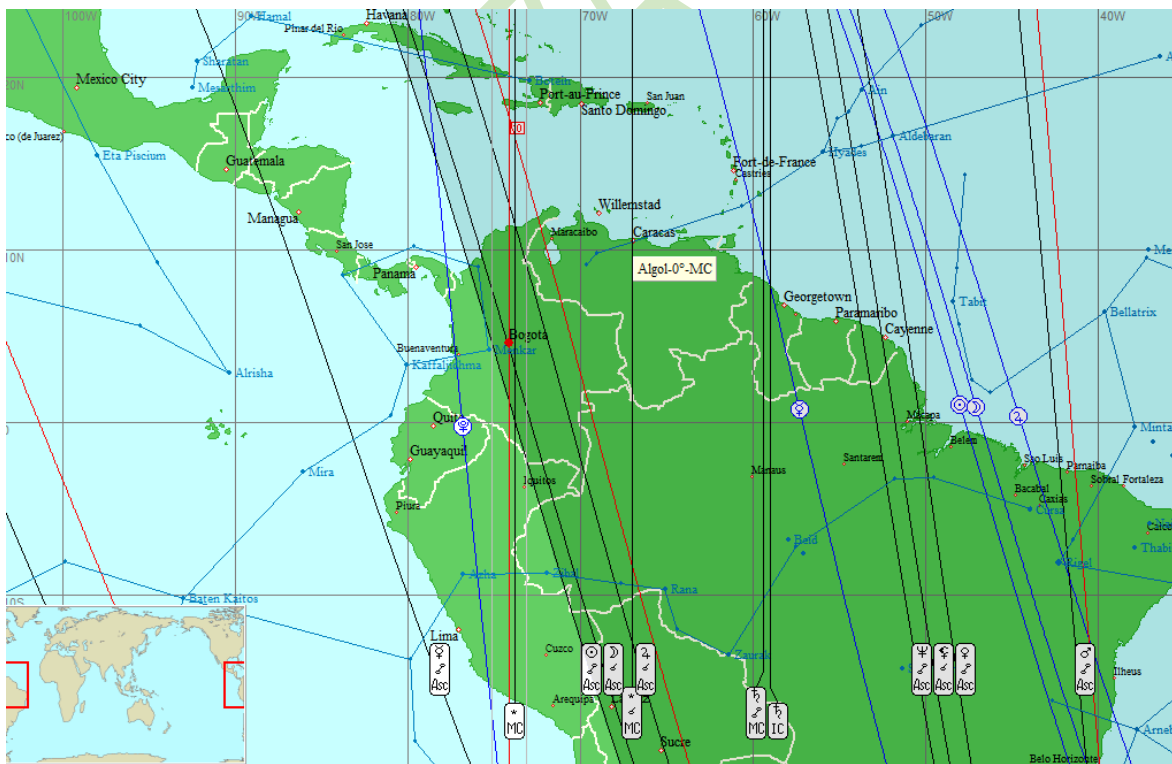 100W
90W
80W
70W
60W
50W
40W
Hamal
Havana
Pinar del Rio
Sharatan
Mesarthim
Botein
Mexico City
20N
Port-au-Prince
San Juan
Santo Domingo
Ain
Aldebaran
Hyades
co (de Juarez)
Eta Piscium
Guatemala
Fort-de-France
Castries
Managua
Willemstad
San Jose
Maracaibo
Caracas
10N
Panama
Algol-0°-MC
Georgetown
Paramaribo
Cayenne
Tabit
Bellatrix
Bogota
Buenaventura
Menkar
Kaffaljidhma
Alrisha
Quito
Macapa
Belem
Guayaquil
Mira
Iquitos
Manaus
Santarem
Sao Luis
Parnaiba
Sobral
Fortaleza
Bacabal
Caxias
Cursa
Piura
Beid
Rigel
Azha
Zibal
Rana
Baten Kaitos
Lima
Cuzco
Zaurak
☿ ☍ Asc
☉ ☍ Asc
☽ ☍ Asc
♃ ☍ Asc
♆ ☍ Asc
♀ ☍ Asc
♂ ☍ Asc
Ilheus
Arequipa
* MC
* ☌ MC
♄ ☍ MC
♄ IC
Sucre
Belo Horizonte